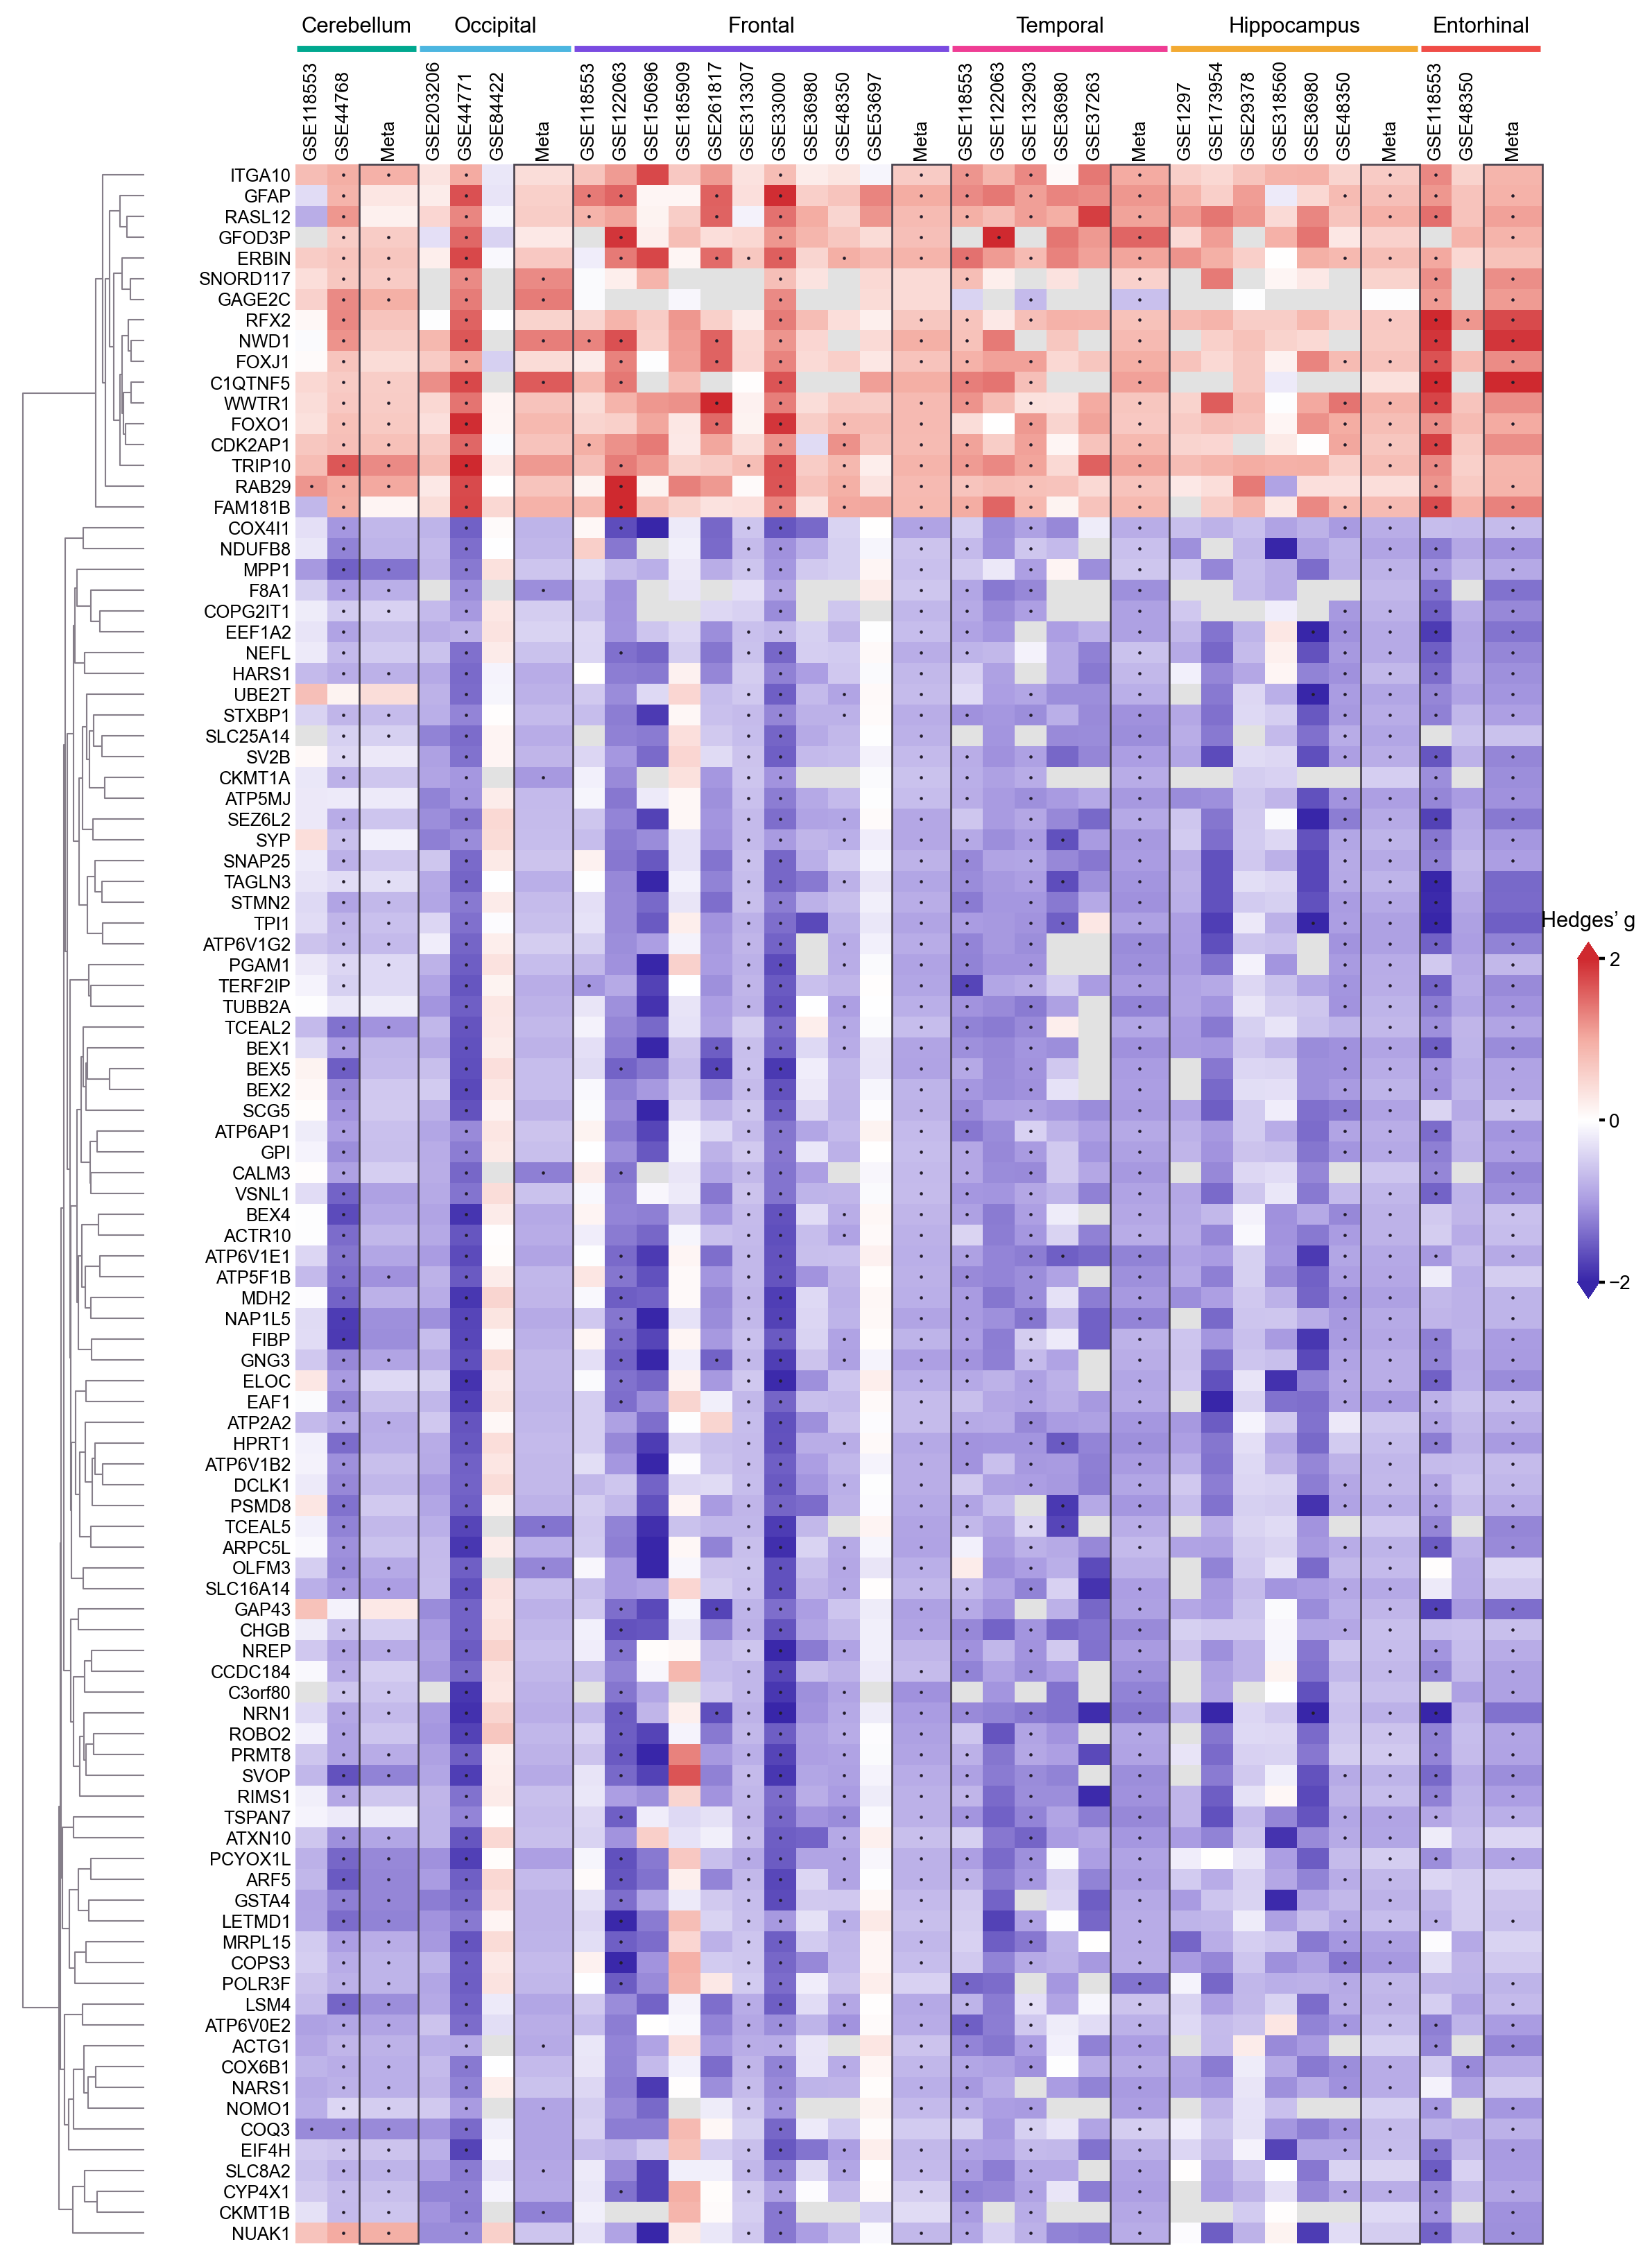 Cerebellum Occipital Frontal Temporal Hippocampus Entorhinal
GSE118553 GSE44768 Meta GSE203206 GSE44771 GSE84422 Meta GSE118553 GSE122063 GSE150696 GSE185909 GSE261817 GSE313307 GSE33000 GSE36980 GSE48350 GSE53697 Meta GSE118553 GSE122063 GSE132903 GSE36980 GSE37263 Meta GSE1297 GSE173954 GSE29378 GSE318560 GSE36980 GSE48350 Meta GSE118553 GSE48350 Meta
ITGA10
GFAP
RASL12
GFOD3P
ERBIN
SNORD117
GAGE2C
RFX2
NWD1
FOXJ1
C1QTNF5
WWTR1
FOXO1
CDK2AP1
TRIP10
RAB29
FAM181B
COX4I1
NDUFB8
MPP1
F8A1
COPG2IT1
EEF1A2
NEFL
HARS1
UBE2T
STXBP1
SLC25A14
SV2B
CKMT1A
ATP5MJ
SEZ6L2
SYP
SNAP25
TAGLN3
STMN2
TPI1
Hedges’ g
ATP6V1G2
2
PGAM1
TERF2IP
TUBB2A
TCEAL2
BEX1
BEX5
BEX2
SCG5
0
ATP6AP1
GPI
CALM3
VSNL1
BEX4
ACTR10
ATP6V1E1
ATP5F1B
−2
MDH2
NAP1L5
FIBP
GNG3
ELOC
EAF1
ATP2A2
HPRT1
ATP6V1B2
DCLK1
PSMD8
TCEAL5
ARPC5L
OLFM3
SLC16A14
GAP43
CHGB
NREP
CCDC184
C3orf80
NRN1
ROBO2
PRMT8
SVOP
RIMS1
TSPAN7
ATXN10
PCYOX1L
ARF5
GSTA4
LETMD1
MRPL15
COPS3
POLR3F
LSM4
ATP6V0E2
ACTG1
COX6B1
NARS1
NOMO1
COQ3
EIF4H
SLC8A2
CYP4X1
CKMT1B
NUAK1